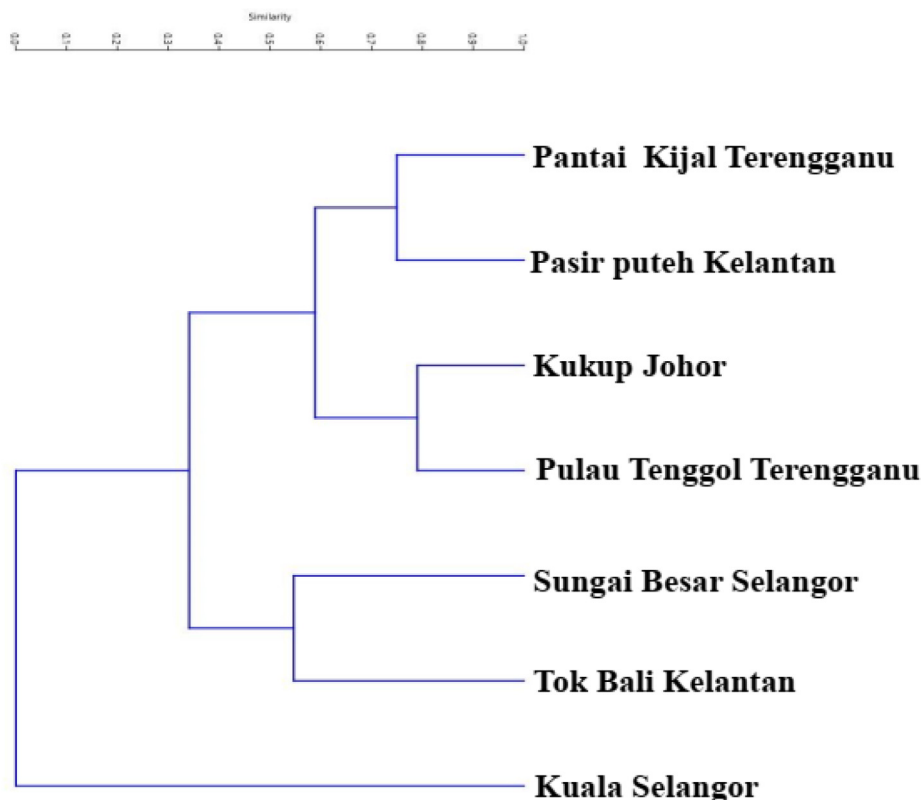 Similarity
0.0 0.1 0.2 0.3 0.4 0.5 0.6 0.7 0.8 0.9 1.0
Pantai Kijal Terengganu
Pasir puteh Kelantan
Kukup Johor
Pulau Tenggol Terengganu
Sungai Besar Selangor
Tok Bali Kelantan
Kuala Selangor